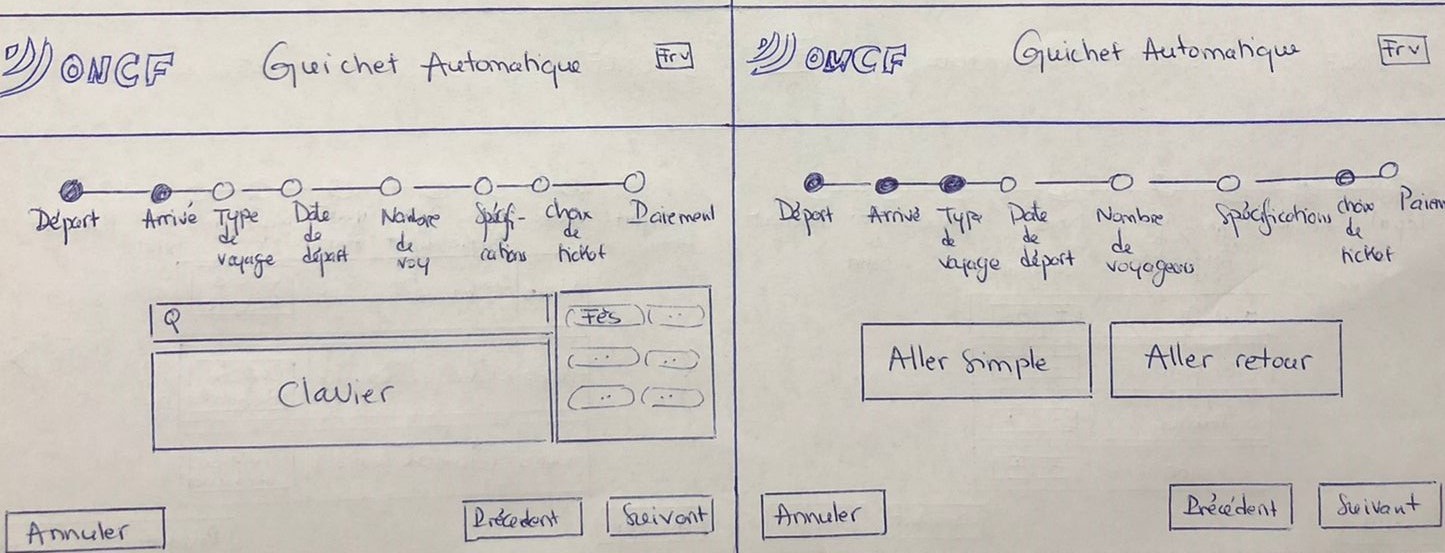 ONCF
Guichet Automatique
Fr v
Départ
Arrivé
Type
de
voyage
Date
de
départ
Nombre
de
voy
Spécifi-
cations
choix
de
ticket
Paiement
Fès
Clavier
Annuler
Précédent
Suivant
ONCF
Guichet Automatique
Fr v
Départ
Arrivé
Type
de
voyage
Date
de
départ
Nombre
de
voyageurs
Spécifications
choix
de
ticket
Paiem
Aller simple
Aller retour
Annuler
Précédent
Suivant